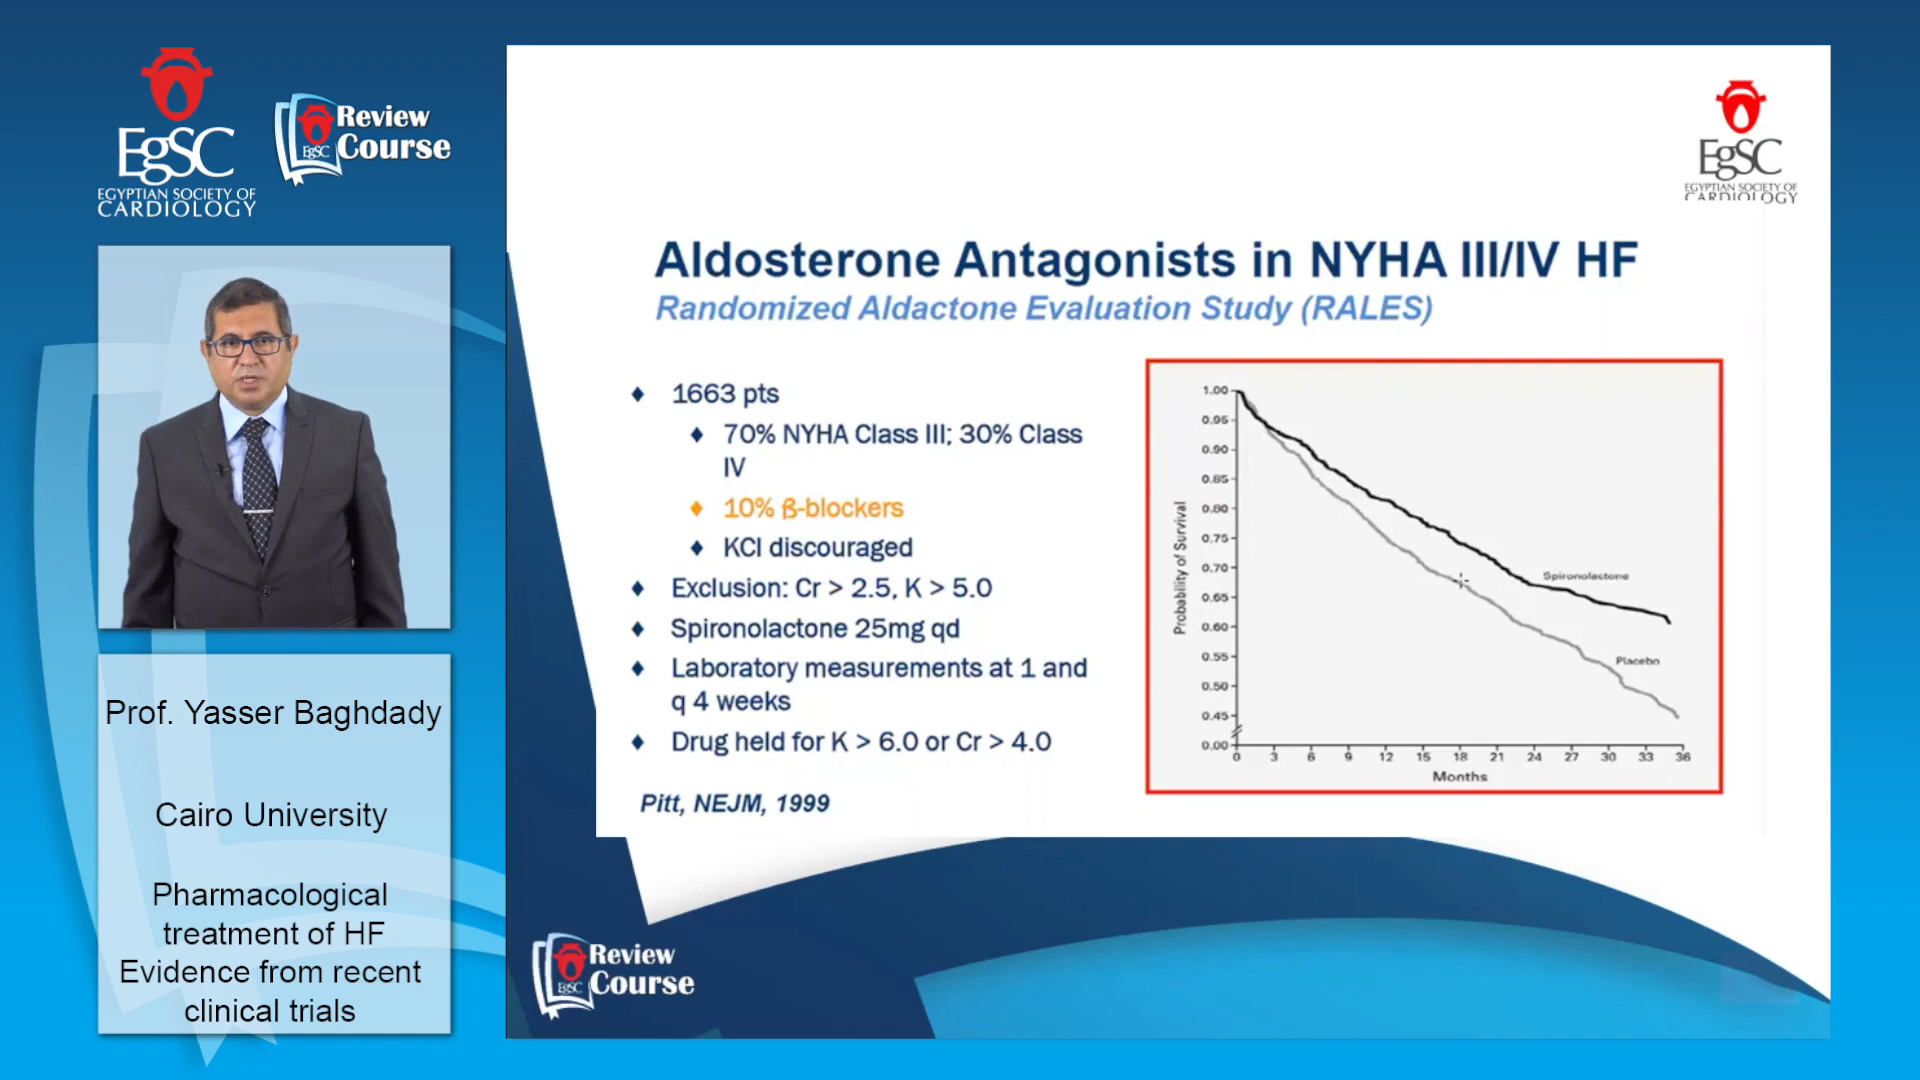 EgSC
EGYPTIAN SOCIETY OF
CARDIOLOGY
Review
Course
EgSC
Prof. Yasser Baghdady
Cairo University
Pharmacological
treatment of HF
Evidence from recent
clinical trials
EgSC
EGYPTIAN SOCIETY OF
CARDIOLOGY
Aldosterone Antagonists in NYHA III/IV HF
Randomized Aldactone Evaluation Study (RALES)
♦ 1663 pts
♦ 70% NYHA Class III; 30% Class
IV
♦ 10% ß-blockers
♦ KCl discouraged
♦ Exclusion: Cr > 2.5, K > 5.0
♦ Spironolactone 25mg qd
♦ Laboratory measurements at 1 and
q 4 weeks
♦ Drug held for K > 6.0 or Cr > 4.0
Pitt, NEJM, 1999
Probability of Survival
1.00
0.95
0.90
0.85
0.80
0.75
0.70
0.65
0.60
0.55
0.50
0.45
0.00
Spironolactone
Placebo
0 3 6 9 12 15 18 21 24 27 30 33 36
Months
Review
Course
EgSC